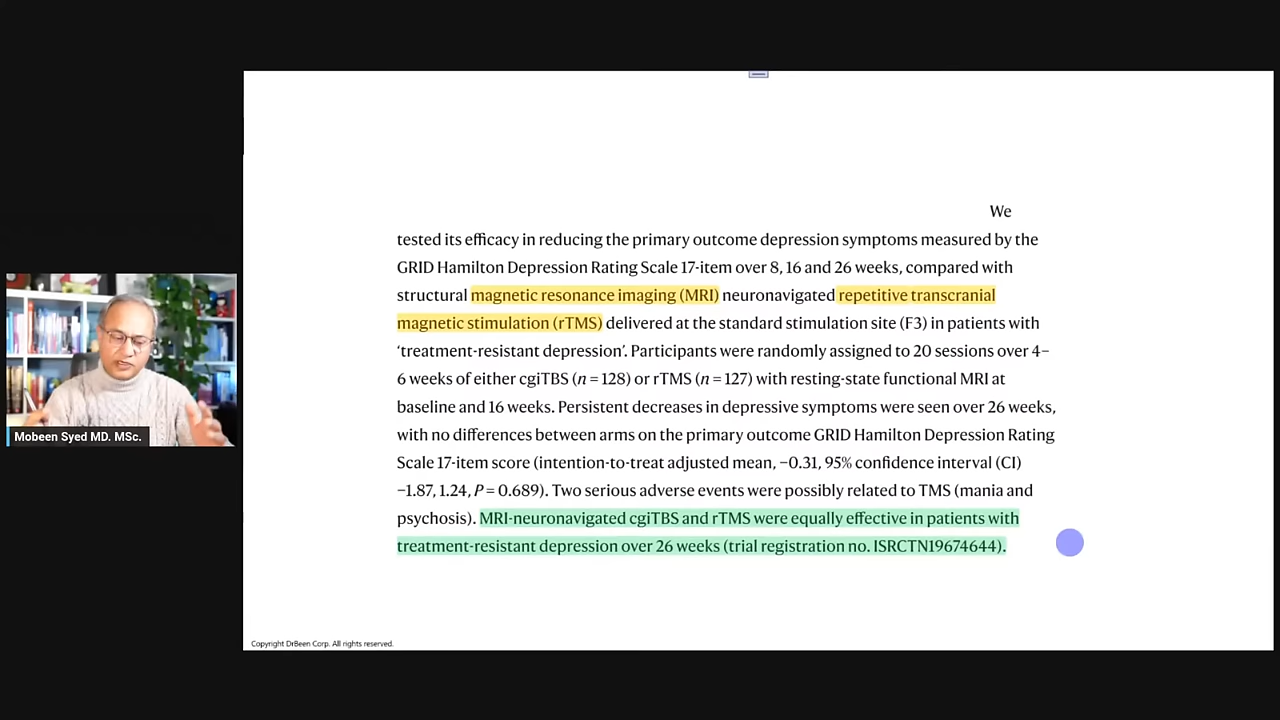 We
tested its efficacy in reducing the primary outcome depression symptoms measured by the
GRID Hamilton Depression Rating Scale 17-item over 8, 16 and 26 weeks, compared with
structural magnetic resonance imaging (MRI) neuronavigated repetitive transcranial
magnetic stimulation (rTMS) delivered at the standard stimulation site (F3) in patients with
‘treatment-resistant depression’. Participants were randomly assigned to 20 sessions over 4–
6 weeks of either cgiTBS (n = 128) or rTMS (n = 127) with resting-state functional MRI at
baseline and 16 weeks. Persistent decreases in depressive symptoms were seen over 26 weeks,
with no differences between arms on the primary outcome GRID Hamilton Depression Rating
Scale 17-item score (intention-to-treat adjusted mean, −0.31, 95% confidence interval (CI)
−1.87, 1.24, P = 0.689). Two serious adverse events were possibly related to TMS (mania and
psychosis). MRI-neuronavigated cgiTBS and rTMS were equally effective in patients with
treatment-resistant depression over 26 weeks (trial registration no. ISRCTN19674644).
Mobeen Syed MD. MSc.
Copyright DrBeen Corp. All rights reserved.